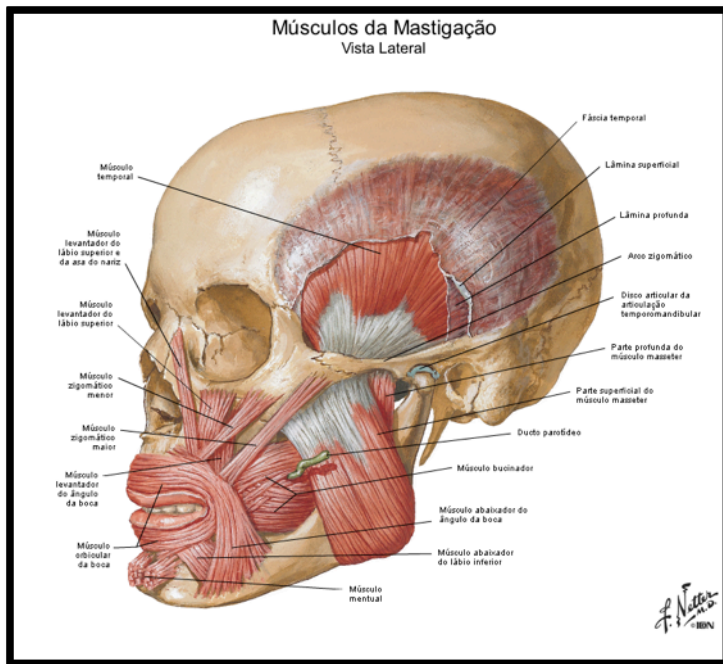 Músculos da Mastigação
Vista Lateral
Fáscia temporal
Músculo
temporal
Lâmina superficial
Lâmina profunda
Arco zigomático
Músculo
levantador do
lábio superior e
da asa do nariz
Disco articular da
articulação
temporomandibular
Músculo
levantador do
lábio superior
Parte profunda do
músculo masseter
Músculo
zigomático
menor
Parte superficial do
músculo masseter
Músculo
zigomático
maior
Ducto parotídeo
Músculo
levantador
do ângulo
da boca
Músculo bucinador
Músculo abaixador do
ângulo da boca
Músculo
orbicular
da boca
Músculo abaixador
do lábio inferior
Músculo
mentual
F. Netter
M.D.